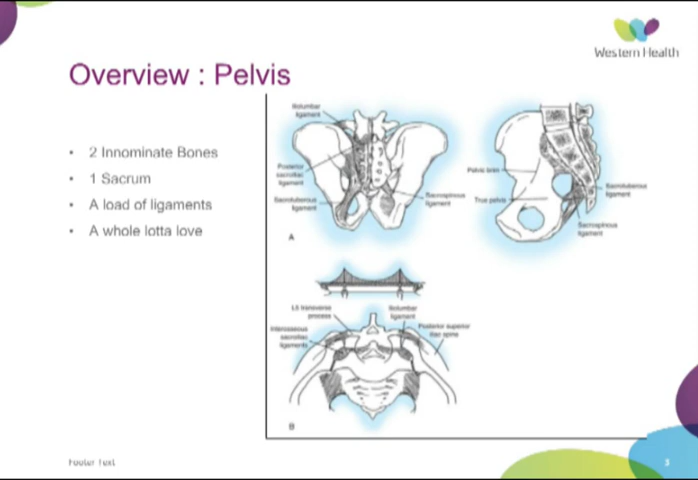 Western Health
Overview : Pelvis
• 2 Innominate Bones
• 1 Sacrum
• A load of ligaments
• A whole lotta love
Iliolumbar
ligament
Posterior
sacroiliac
ligament
Sacrotuberous
ligament
Sacrospinous
ligament
A
Pelvic brim
True pelvis
Sacrotuberous
ligament
Sacrospinous
ligament
L5 transverse
process
Iliolumbar
ligament
Interosseous
sacroiliac
ligaments
Posterior superior
iliac spine
B
Footer Text
3